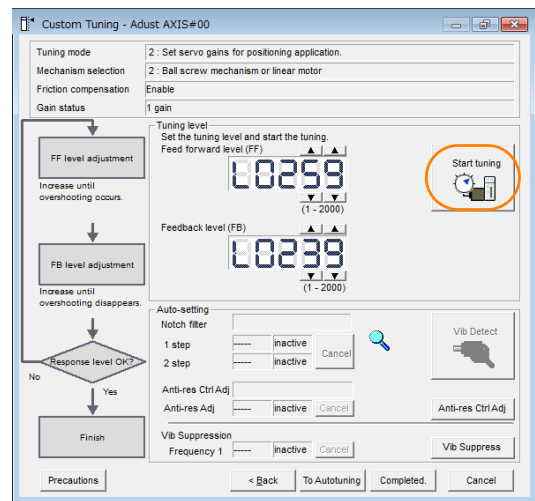 Custom Tuning - Adust AXIS#00
Tuning mode
2 : Set servo gains for positioning application.
Mechanism selection
2 : Ball screw mechanism or linear motor
Friction compensation
Enable
Gain status
1 gain
Tuning level
Set the tuning level and start the tuning.
Feed forward level (FF)
L0259
(1 - 2000)
Start tuning
Feedback level (FB)
L0239
(1 - 2000)
FF level adjustment
Increase until
overshooting occurs.
FB level adjustment
Increase until
overshooting disappears.
Response level OK?
No
Yes
Finish
Auto-setting
Notch filter
1 step
-----
inactive
Cancel
2 step
-----
inactive
Vib Detect
Anti-res Ctrl Adj
Anti-res Adj
-----
inactive
Cancel
Anti-res Ctrl Adj
Vib Suppression
Frequency 1
-----
inactive
Cancel
Vib Suppress
Precautions
< Back
To Autotuning
Completed.
Cancel